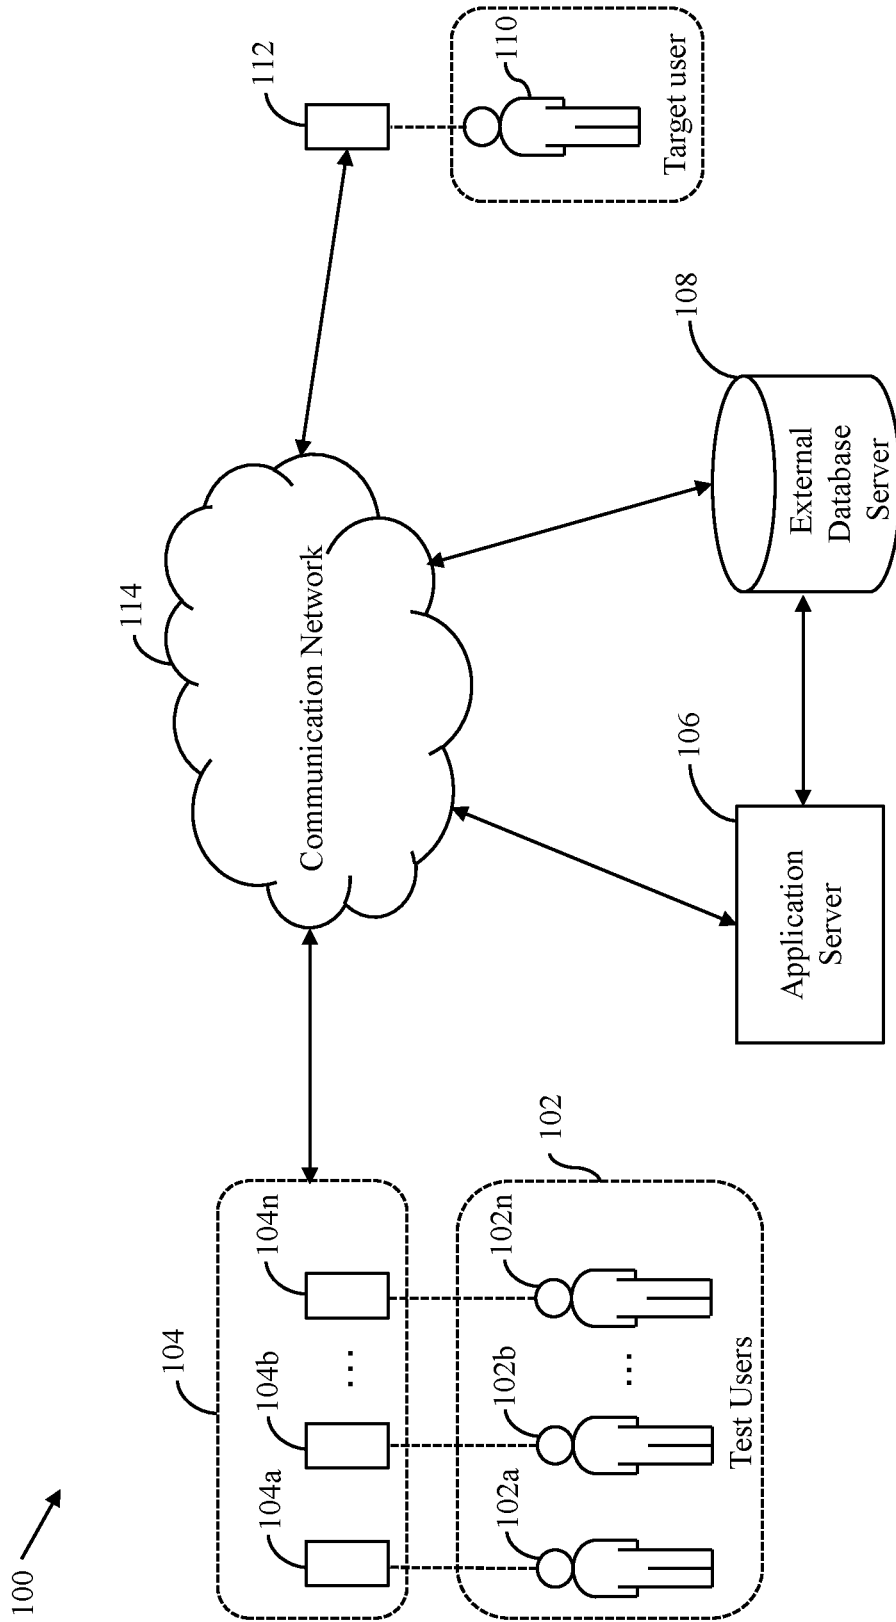 100
104
104a
104b
104n
...
102
102a
102b
102n
...
Test Users
114
Communication Network
106
Application
Server
108
External
Database
Server
112
110
Target user